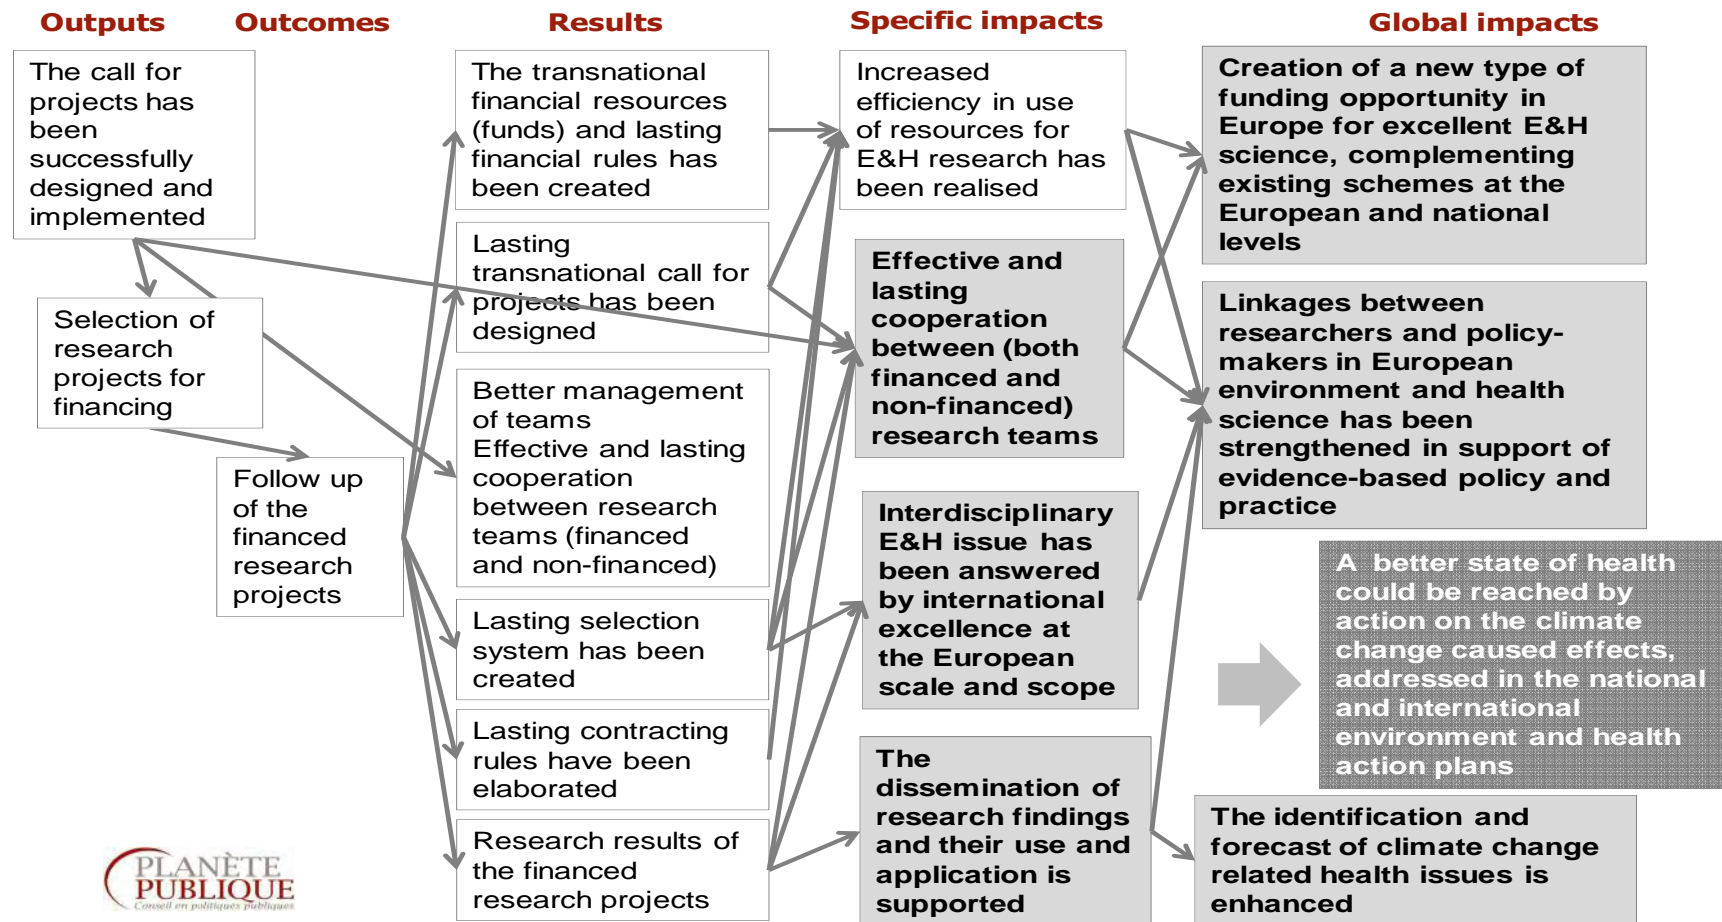 Outputs
Outcomes
Results
Specific impacts
Global impacts
The call for
projects has
been
successfully
designed and
implemented
Selection of
research
projects for
financing
Follow up
of the
financed
research
projects
The transnational
financial resources
(funds) and lasting
financial rules has
been created
Lasting
transnational call for
projects has been
designed
Better management
of teams
Effective and lasting
cooperation
between research
teams (financed
and non-financed)
Lasting selection
system has been
created
Lasting contracting
rules have been
elaborated
Research results of
the financed
research projects
Increased
efficiency in use
of resources for
E&H research has
been realised
Effective and
lasting
cooperation
between (both
financed and
non-financed)
research teams
Interdisciplinary
E&H issue has
been answered
by international
excellence at
the European
scale and scope
The
dissemination of
research findings
and their use and
application is
supported
Creation of a new type of
funding opportunity in
Europe for excellent E&H
science, complementing
existing schemes at the
European and national
levels
Linkages between
researchers and policy-
makers in European
environment and health
science has been
strengthened in support of
evidence-based policy and
practice
A better state of health
could be reached by
action on the climate
change caused effects,
addressed in the national
and international
environment and health
action plans
The identification and
forecast of climate change
related health issues is
enhanced
PLANÈTE
PUBLIQUE
Conseil en politiques publiques